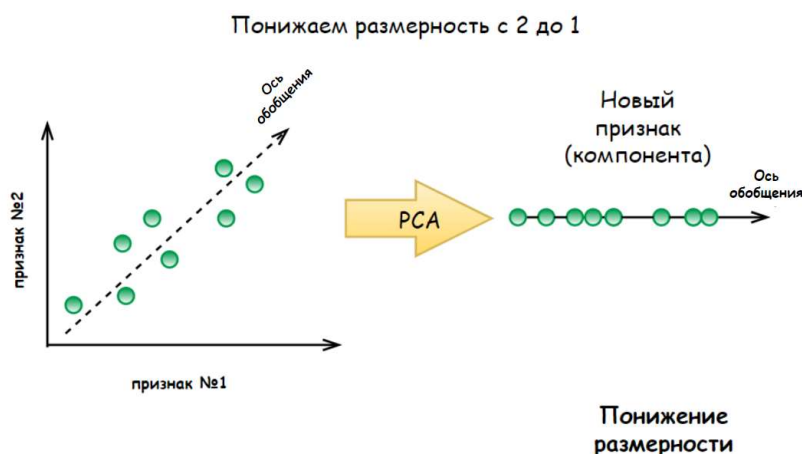 Понижаем размерность с 2 до 1
Ось
обобщения
признак №2
признак №1
PCA
Новый
признак
(компонента)
Ось
обобщения
Понижение
размерности